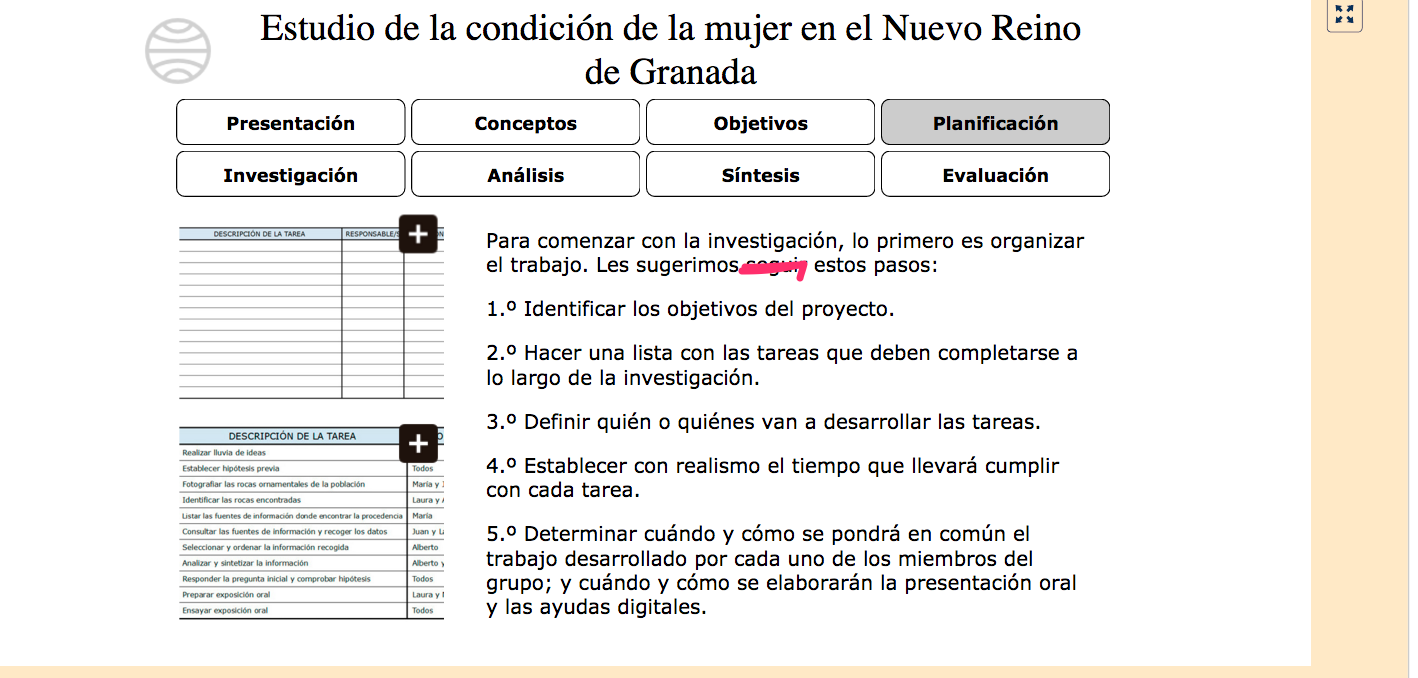 Estudio de la condición de la mujer en el Nuevo Reino
de Granada
Presentación
Conceptos
Objetivos
Planificación
Investigación
Análisis
Síntesis
Evaluación
DESCRIPCIÓN DE LA TAREA RESPONSABLE/S
Para comenzar con la investigación, lo primero es organizar
el trabajo. Les sugerimos seguir estos pasos:
1.º Identificar los objetivos del proyecto.
2.º Hacer una lista con las tareas que deben completarse a
lo largo de la investigación.
3.º Definir quién o quiénes van a desarrollar las tareas.
4.º Establecer con realismo el tiempo que llevará cumplir
con cada tarea.
5.º Determinar cuándo y cómo se pondrá en común el
trabajo desarrollado por cada uno de los miembros del
grupo; y cuándo y cómo se elaborarán la presentación oral
y las ayudas digitales.
DESCRIPCIÓN DE LA TAREA
Realizar lluvia de ideas
Establecer hipótesis previa Todos
Fotografiar las rocas ornamentales de la población María y
Identificar las rocas encontradas Laura y
Listar las fuentes de información donde encontrar la procedencia María
Consultar las fuentes de información y recoger los datos Juan y
Seleccionar y ordenar la información recogida Alberto
Analizar y sintetizar la información Alberto y
Responder la pregunta inicial y comprobar hipótesis Todos
Preparar exposición oral Laura y
Ensayar exposición oral Todos